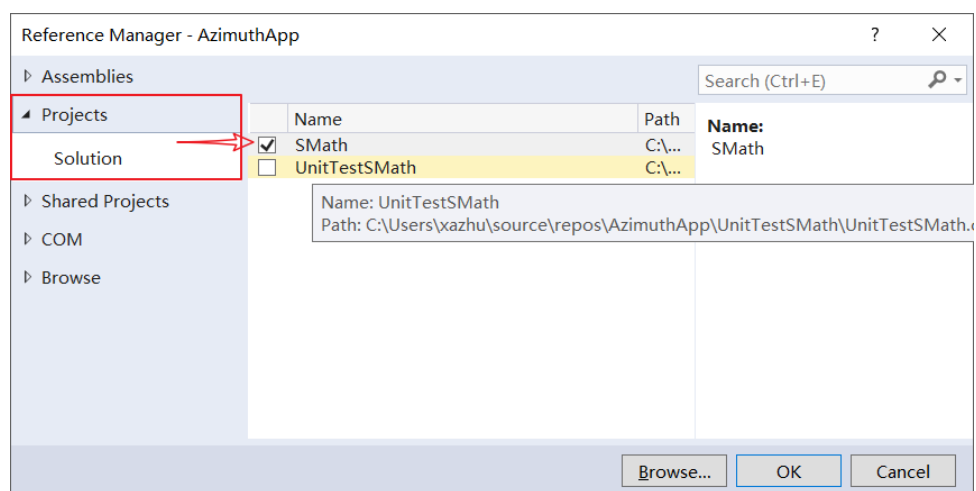 Reference Manager - AzimuthApp ?
Assemblies
Search (Ctrl+E)
Projects
Solution
Shared Projects
COM
Browse
Name Path
SMath C:\...
UnitTestSMath C:\...
Name: UnitTestSMath
Path: C:\Users\xazhu\source\repos\AzimuthApp\UnitTestSMath\UnitTestSMath.
Name:
SMath
Browse... OK Cancel